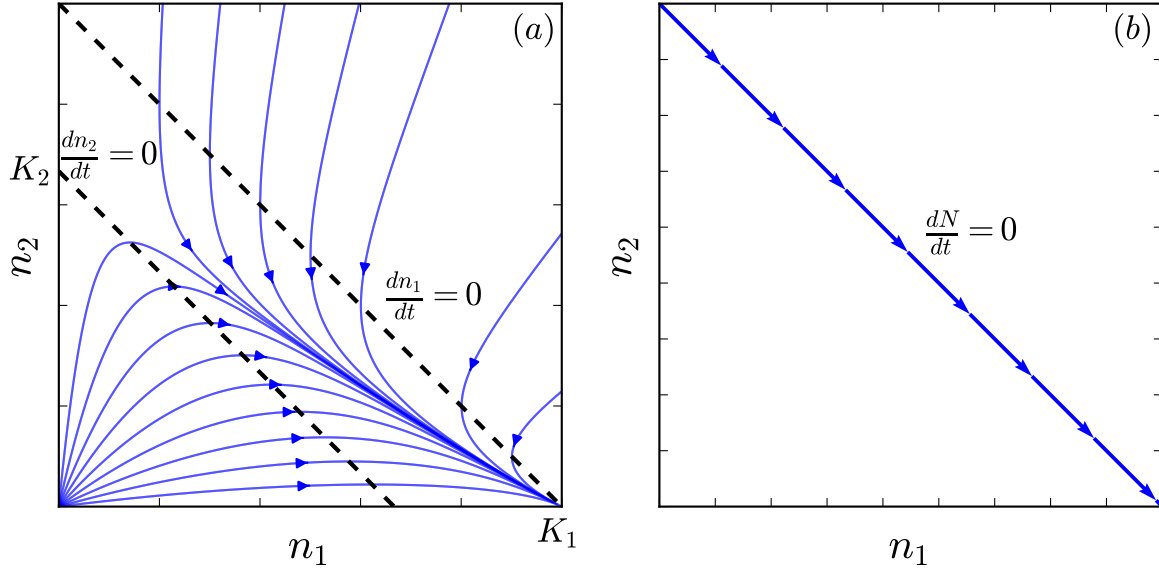 (a)
(b)
dn₂/dt = 0
K₂
n₂
dn₁/dt = 0
K₁
n₁
n₂
dN/dt = 0
n₁